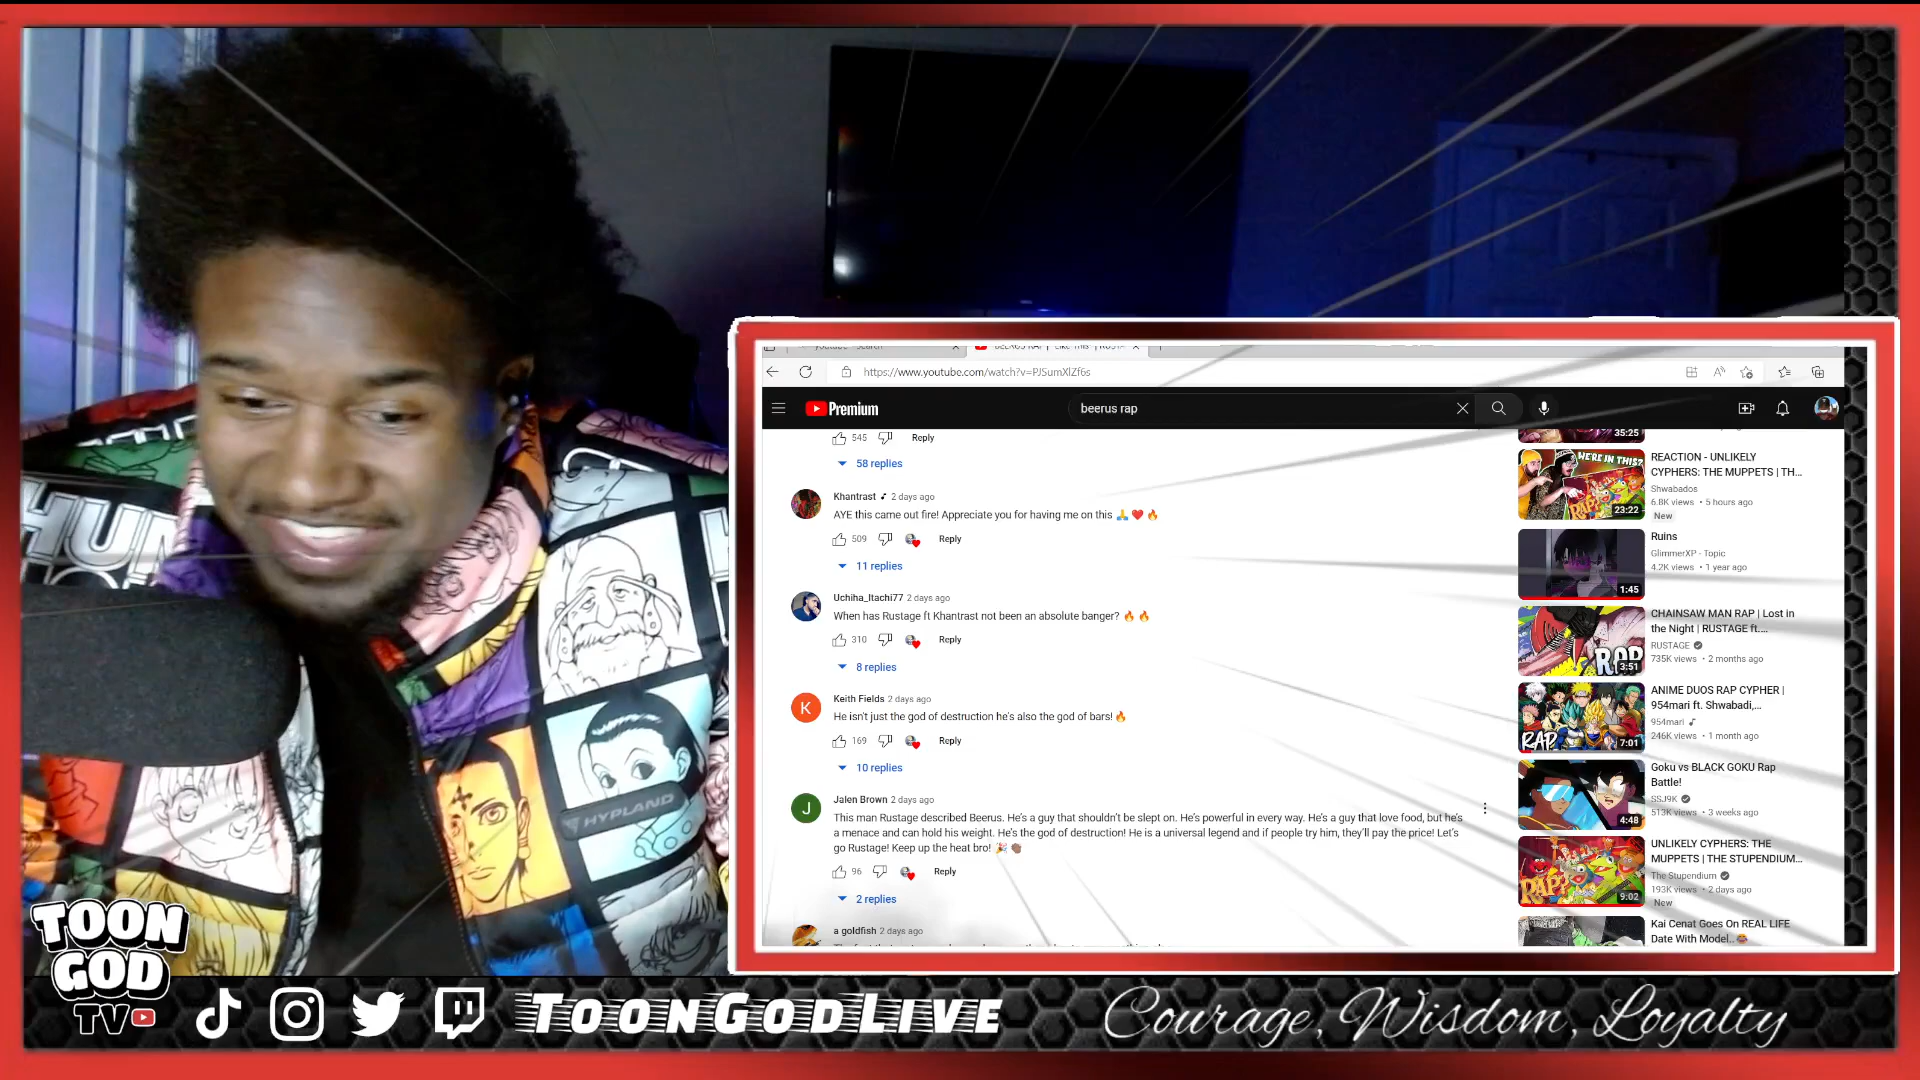 https://www.youtube.com/watch?v=PJSumXlZf6s
Premium
beerus rap
545 Reply
58 replies
Khantrast 2 days ago
AYE this came out fire! Appreciate you for having me on this 🙏 ❤️ 🔥
509 Reply
11 replies
Uchiha_Itachi77 2 days ago
When has Rustage ft Khantrast not been an absolute banger? 🔥 🔥
310 Reply
8 replies
K
Keith Fields 2 days ago
He isn't just the god of destruction he's also the god of bars! 🔥
169 Reply
10 replies
J
Jalen Brown 2 days ago
This man Rustage described Beerus. He's a guy that shouldn't be slept on. He's powerful in every way. He's a guy that love food, but he's
a menace and can hold his weight. He's the god of destruction! He is a universal legend and if people try him, they'll pay the price! Let's
go Rustage! Keep up the heat bro! 🎉 👏🏽
96 Reply
2 replies
a goldfish 2 days ago
35:25
WE'RE IN THIS?
23:22
REACTION - UNLIKELY
CYPHERS: THE MUPPETS | TH...
Shwabados
6.8K views • 5 hours ago
New
1:45
Ruins
GlimmerXP - Topic
4.2K views • 1 year ago
RAP
3:51
CHAINSAW MAN RAP | Lost in
the Night | RUSTAGE ft....
RUSTAGE
735K views • 2 months ago
RAP
7:01
ANIME DUOS RAP CYPHER |
954mari ft. Shwabadi,...
954mari
246K views • 1 month ago
4:48
Goku vs BLACK GOKU Rap
Battle!
SSJ9K
513K views • 3 weeks ago
RAP
9:02
UNLIKELY CYPHERS: THE
MUPPETS | THE STUPENDIUM...
The Stupendium
193K views • 2 days ago
New
Kai Cenat Goes On REAL LIFE
Date With Model.. 😂
HYPLAND
TOON
GOD
TV
TOONGODLIVE
Courage, Wisdom, Loyalty